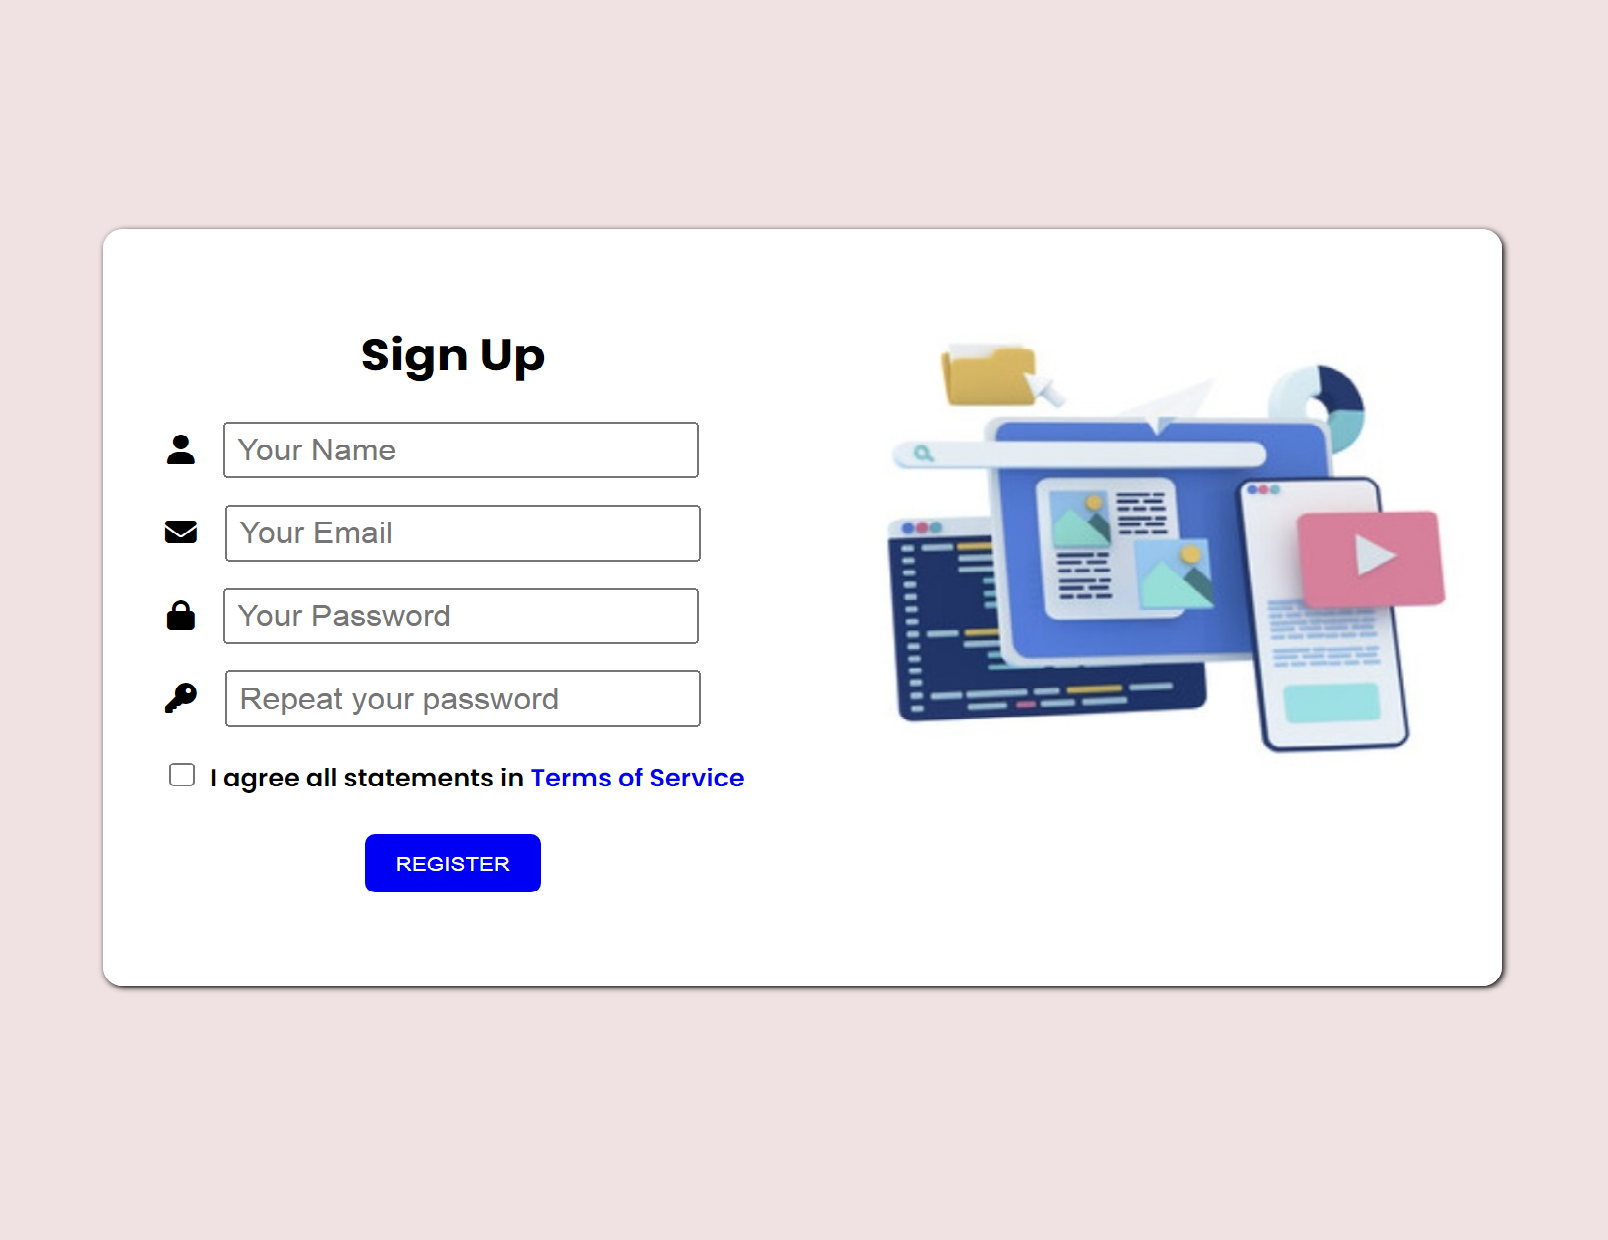 Sign Up
Your Name
Your Email
Your Password
Repeat your password
I agree all statements in Terms of Service
REGISTER